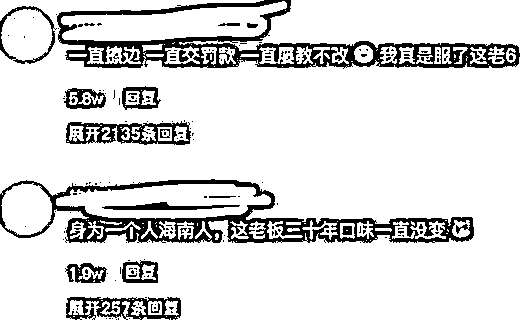 一直擦边 一直交罚款 一直屡教不改 我真是服了这老6
5.8w 回复
展开2135条回复
身为一个人海南人，这老板二十年口味一直没变
1.9w 回复
展开257条回复